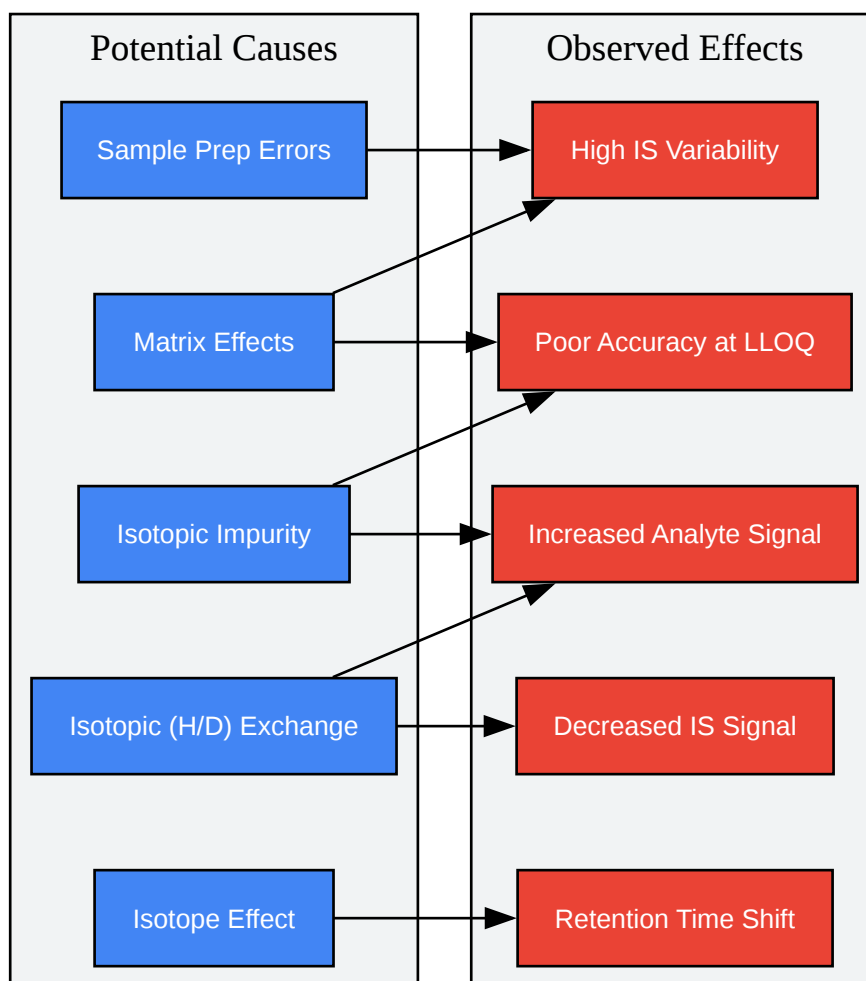 Potential Causes
Observed Effects
Sample Prep Errors
High IS Variability
Matrix Effects
Poor Accuracy at LLOQ
Isotopic Impurity
Increased Analyte Signal
Isotopic (H/D) Exchange
Decreased IS Signal
Isotope Effect
Retention Time Shift